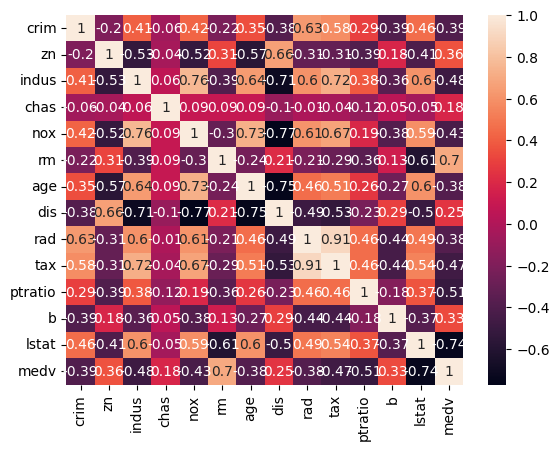 crim 1 -0.2 0.41 -0.06 0.42 -0.22 0.35 -0.38 0.63 0.58 0.29 -0.39 0.46 -0.39
zn -0.2 1 -0.53 -0.04 -0.52 0.31 -0.57 0.66 -0.31 -0.31 -0.39 0.18 -0.41 0.36
indus 0.41 -0.53 1 0.06 0.76 -0.39 0.64 -0.71 0.6 0.72 0.38 -0.36 0.6 -0.48
chas -0.06 -0.04 0.06 1 0.09 0.09 0.09 -0.1 -0.01 -0.04 -0.12 0.05 -0.05 0.18
nox 0.42 -0.52 0.76 0.09 1 -0.3 0.73 -0.77 0.61 0.67 0.19 -0.38 0.59 -0.43
rm -0.22 0.31 -0.39 0.09 -0.3 1 -0.24 0.21 -0.21 -0.29 -0.36 0.13 -0.61 0.7
age 0.35 -0.57 0.64 0.09 0.73 -0.24 1 -0.75 0.46 0.51 0.26 -0.27 0.6 -0.38
dis -0.38 0.66 -0.71 -0.1 -0.77 0.21 -0.75 1 -0.49 -0.53 -0.23 0.29 -0.5 0.25
rad 0.63 -0.31 0.6 -0.01 0.61 -0.21 0.46 -0.49 1 0.91 0.46 -0.44 0.49 -0.38
tax 0.58 -0.31 0.72 -0.04 0.67 -0.29 0.51 -0.53 0.91 1 0.46 -0.44 0.54 -0.47
ptratio 0.29 -0.39 0.38 -0.12 0.19 -0.36 0.26 -0.23 0.46 0.46 1 -0.18 0.37 -0.51
b -0.39 0.18 -0.36 0.05 -0.38 0.13 -0.27 0.29 -0.44 -0.44 -0.18 1 -0.37 0.33
lstat 0.46 -0.41 0.6 -0.05 0.59 -0.61 0.6 -0.5 0.49 0.54 0.37 -0.37 1 -0.74
medv -0.39 0.36 -0.48 0.18 -0.43 0.7 -0.38 0.25 -0.38 -0.47 -0.51 0.33 -0.74 1
crim zn indus chas nox rm age dis rad tax ptratio b lstat medv
1.0
0.8
0.6
0.4
0.2
0.0
−0.2
−0.4
−0.6